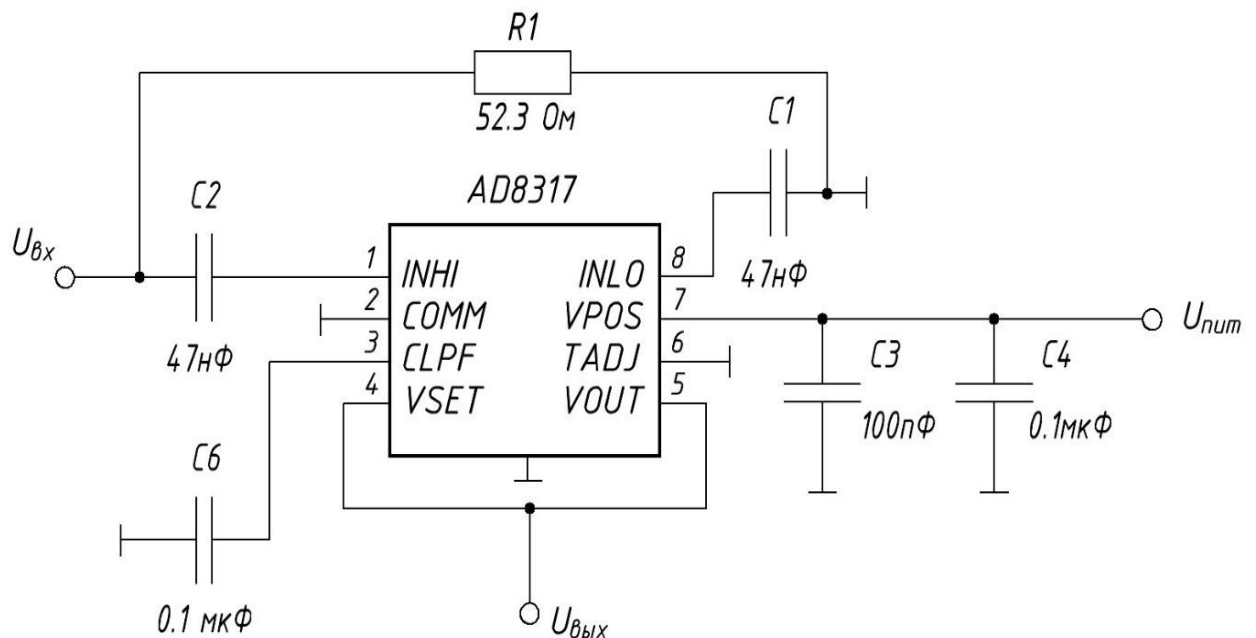 R1
52.3 Ом
C1
47нФ
AD8317
C2
47нФ
Uвх
1 INHI INLO 8
2 COMM VPOS 7
3 CLPF TADJ 6
4 VSET VOUT 5
Uпит
C3
100пФ
C4
0.1мкФ
C6
0.1 мкФ
Uвых